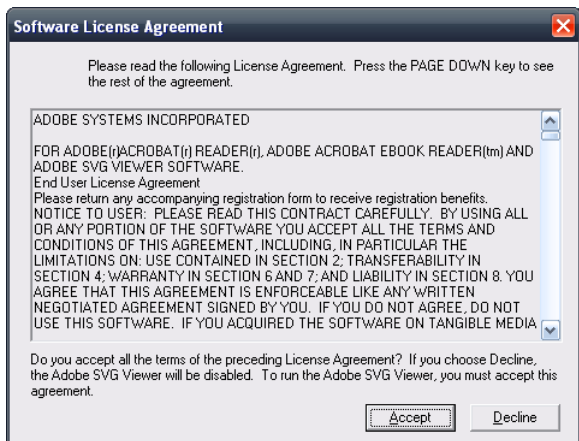 Software License Agreement
Please read the following License Agreement. Press the PAGE DOWN key to see
the rest of the agreement.
ADOBE SYSTEMS INCORPORATED
FOR ADOBE(r)ACROBAT(r) READER(r), ADOBE ACROBAT EBOOK READER(tm) AND
ADOBE SVG VIEWER SOFTWARE.
End User License Agreement
Please return any accompanying registration form to receive registration benefits.
NOTICE TO USER: PLEASE READ THIS CONTRACT CAREFULLY. BY USING ALL
OR ANY PORTION OF THE SOFTWARE YOU ACCEPT ALL THE TERMS AND
CONDITIONS OF THIS AGREEMENT, INCLUDING, IN PARTICULAR THE
LIMITATIONS ON: USE CONTAINED IN SECTION 2; TRANSFERABILITY IN
SECTION 4; WARRANTY IN SECTION 6 AND 7; AND LIABILITY IN SECTION 8. YOU
AGREE THAT THIS AGREEMENT IS ENFORCEABLE LIKE ANY WRITTEN
NEGOTIATED AGREEMENT SIGNED BY YOU. IF YOU DO NOT AGREE, DO NOT
USE THIS SOFTWARE. IF YOU ACQUIRED THE SOFTWARE ON TANGIBLE MEDIA
Do you accept all the terms of the preceding License Agreement? If you choose Decline,
the Adobe SVG Viewer will be disabled. To run the Adobe SVG Viewer, you must accept this
agreement.
Accept
Decline